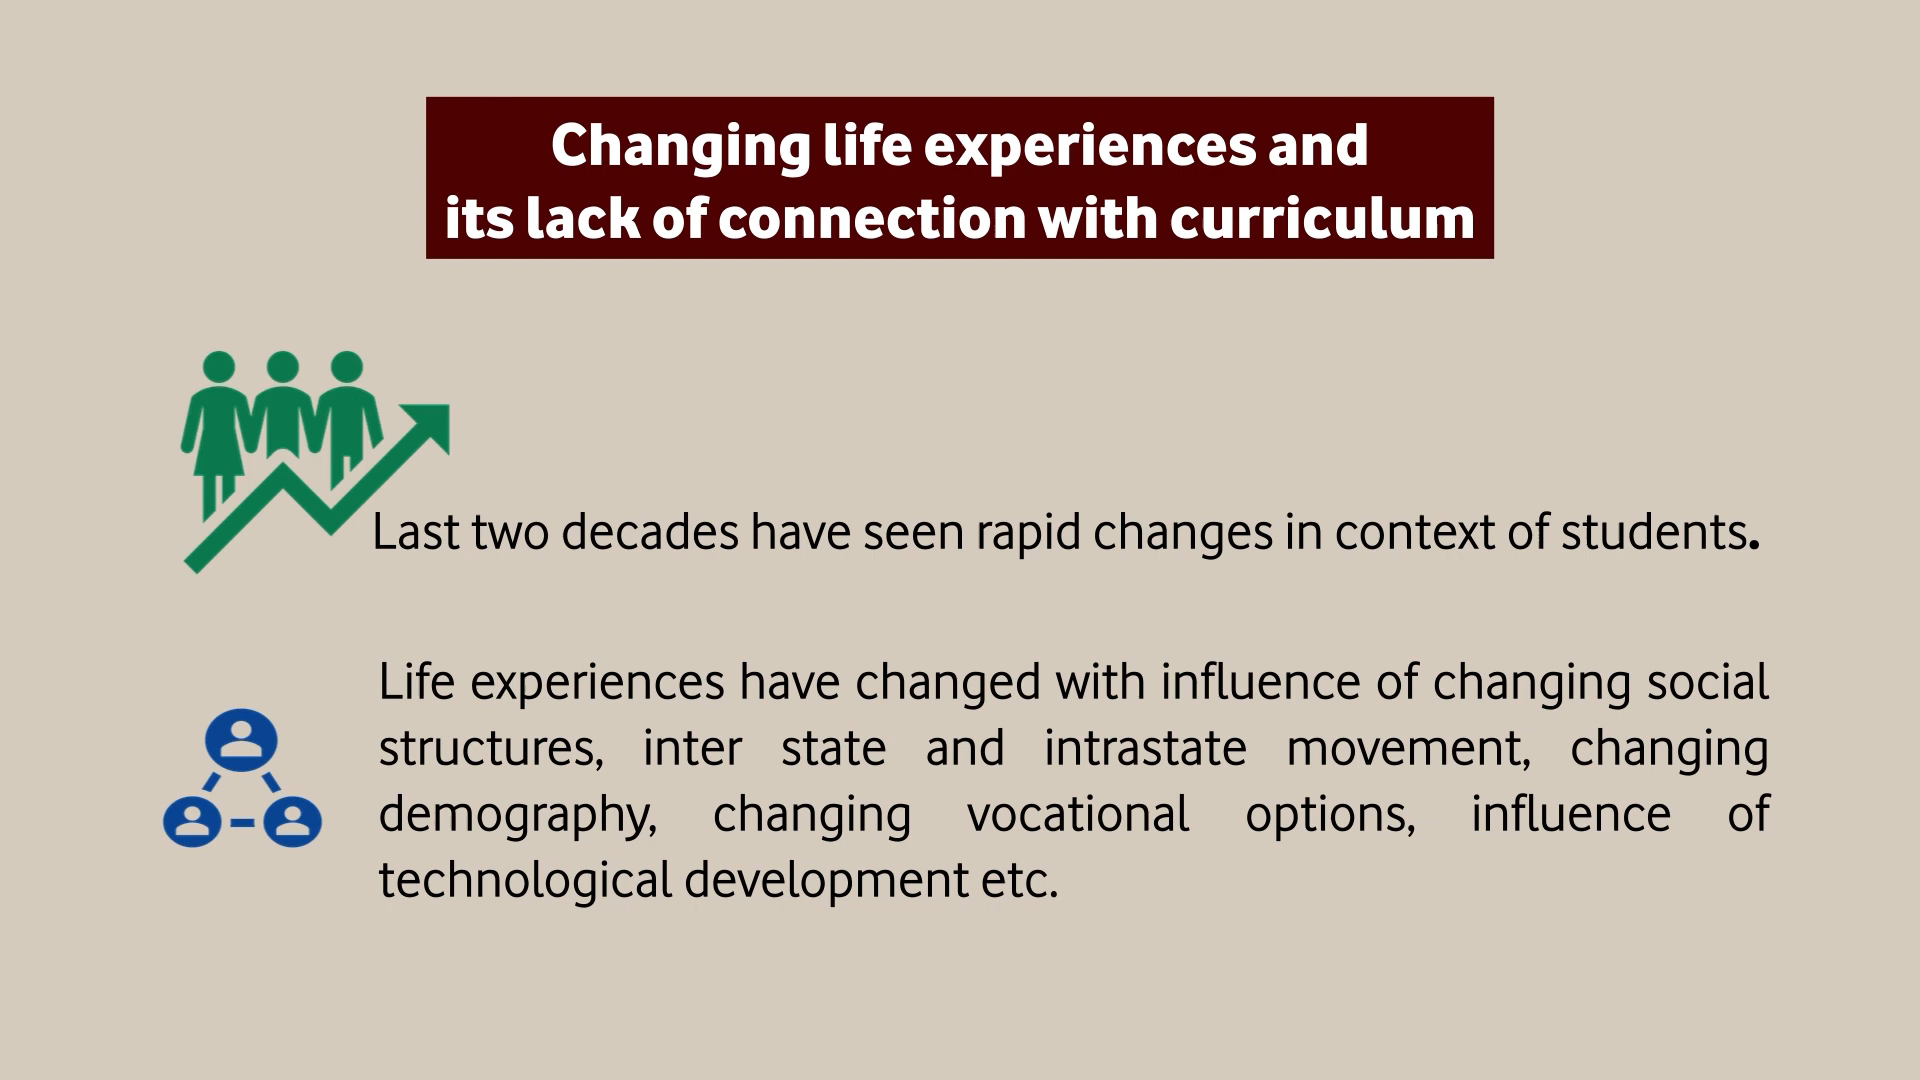 Changing life experiences and
its lack of connection with curriculum
Last two decades have seen rapid changes in context of students.
Life experiences have changed with influence of changing social
structures, inter state and intrastate movement, changing
demography, changing vocational options, influence of
technological development etc.